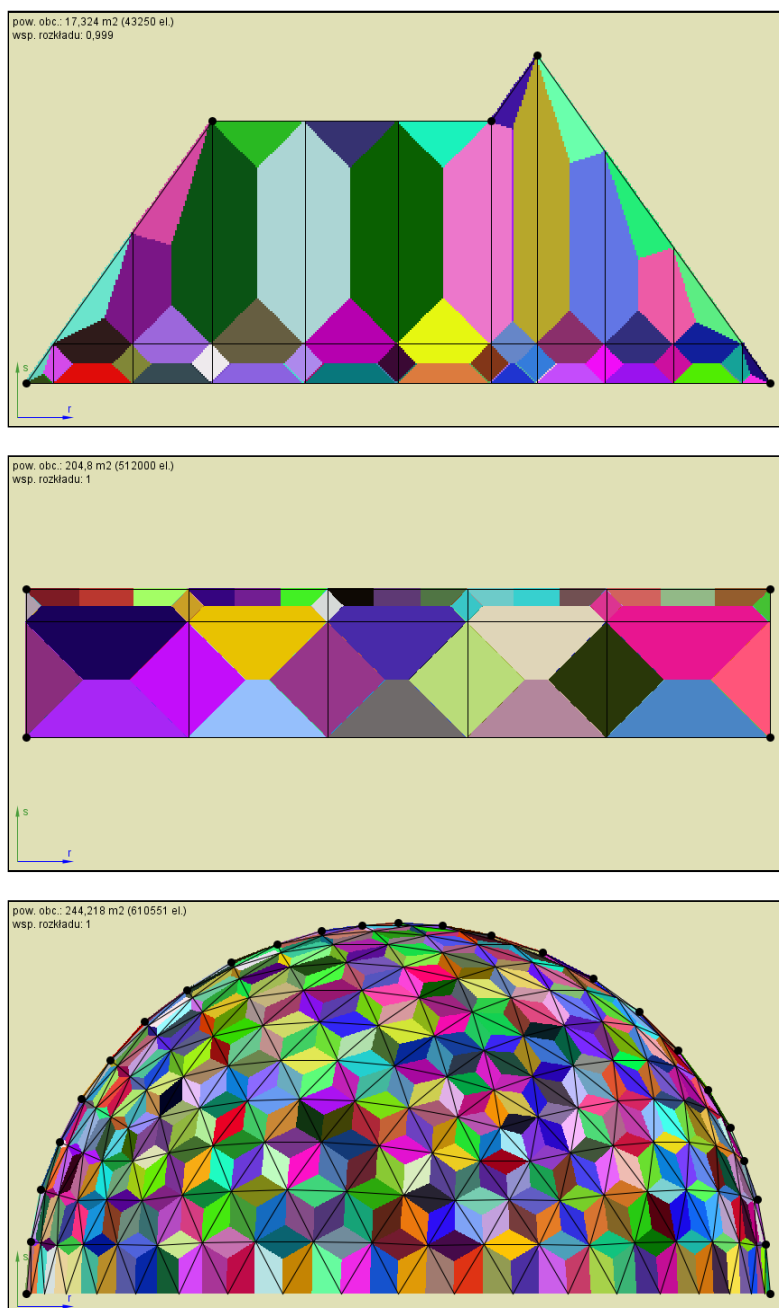 pow. obc.: 17,324 m2 (43250 el.)
wsp. rozkładu: 0,999
s
r
pow. obc.: 204,8 m2 (512000 el.)
wsp. rozkładu: 1
s
r
pow. obc.: 244,218 m2 (610551 el.)
wsp. rozkładu: 1
s
r